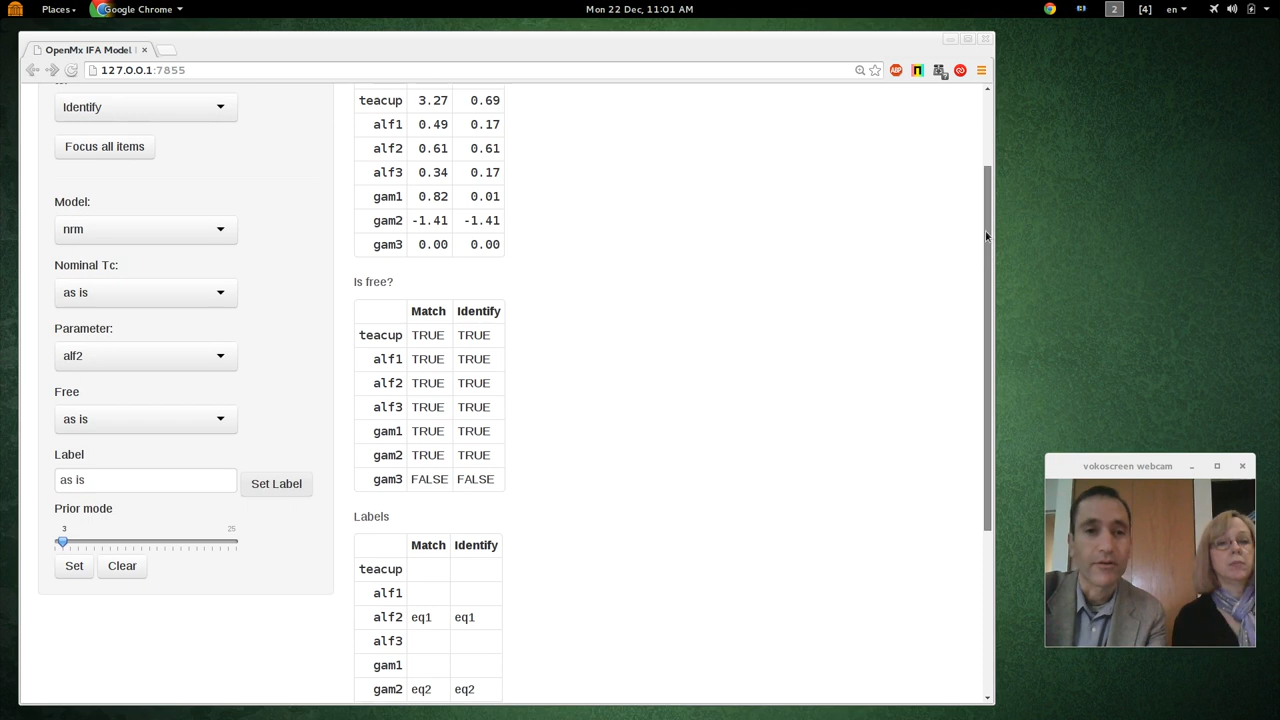 Places
Google Chrome
Mon 22 Dec, 11:01 AM
2
[4]
en
OpenMx IFA Model
127.0.0.1:7855
ABP
Identify
Focus all items
Model:
nrm
Nominal Tc:
as is
Parameter:
alf2
Free
as is
Label
as is
Set Label
Prior mode
3 25
Set Clear
teacup 3.27 0.69
alf1 0.49 0.17
alf2 0.61 0.61
alf3 0.34 0.17
gam1 0.82 0.01
gam2 -1.41 -1.41
gam3 0.00 0.00
Is free?
Match Identify
teacup TRUE TRUE
alf1 TRUE TRUE
alf2 TRUE TRUE
alf3 TRUE TRUE
gam1 TRUE TRUE
gam2 TRUE TRUE
gam3 FALSE FALSE
Labels
Match Identify
teacup
alf1
alf2 eq1 eq1
alf3
gam1
gam2 eq2 eq2
vokoscreen webcam